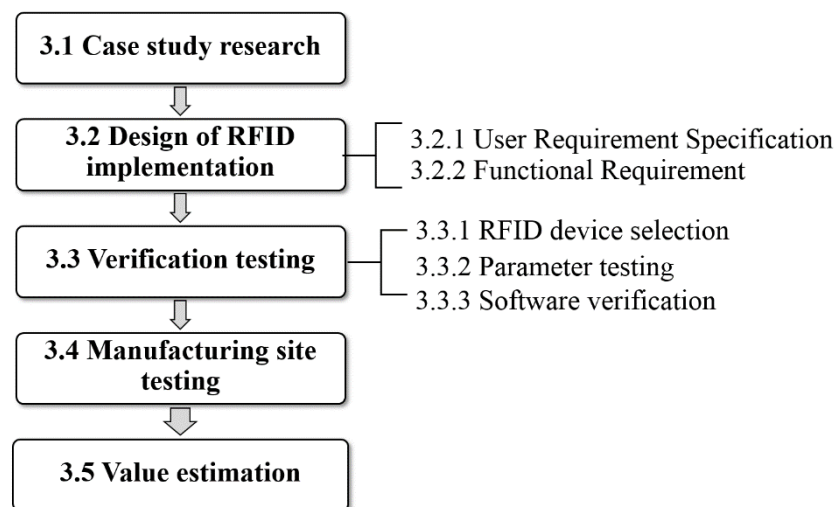 3.1 Case study research
3.2 Design of RFID
implementation
3.2.1 User Requirement Specification
3.2.2 Functional Requirement
3.3 Verification testing
3.3.1 RFID device selection
3.3.2 Parameter testing
3.3.3 Software verification
3.4 Manufacturing site
testing
3.5 Value estimation